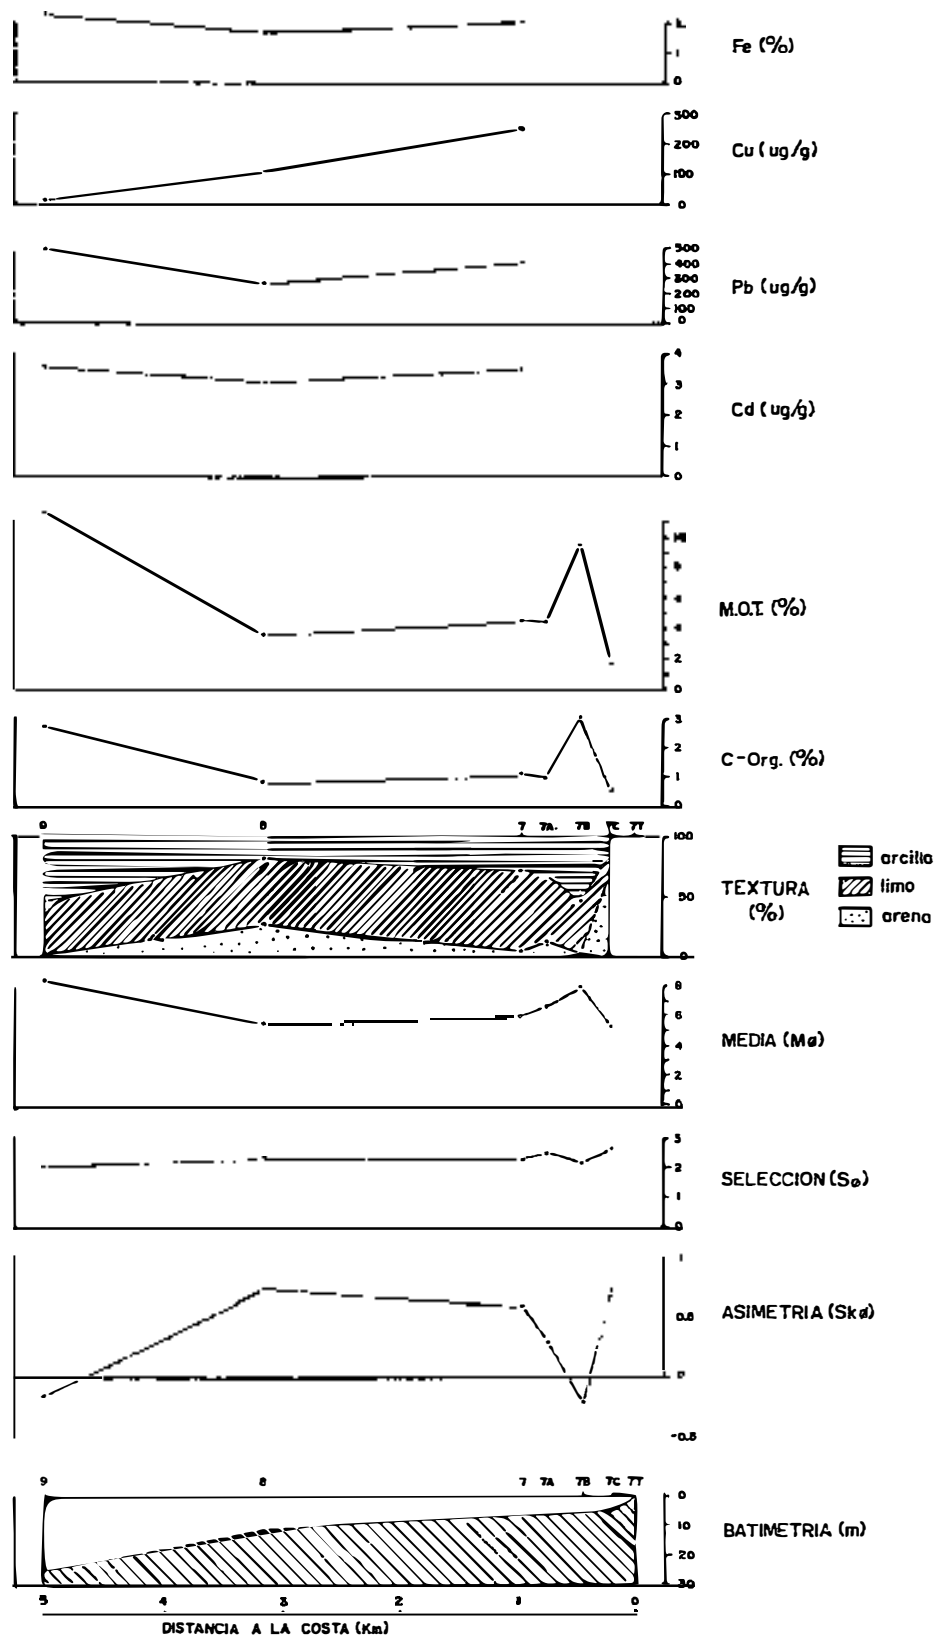 1
0
Fe (%)
300
200
100
0
Cu (ug/g)
500
400
300
200
100
0
Pb (ug/g)
4
3
2
1
0
Cd (ug/g)
2
0
M.O.T. (%)
3
2
1
0
C-Org. (%)
9 8 7 7A. 7B 7C 7T
100
50
0
TEXTURA
(%)
arcilla
limo
arena
8
6
4
2
0
MEDIA (Mø)
3
2
1
0
SELECCION (Sø)
1
0.5
0
-0.5
ASIMETRIA (Skø)
9 8 7 7A 7B 7C 7T
0
10
20
30
BATIMETRIA (m)
5 4 3 2 1 0
DISTANCIA A LA COSTA (Km)